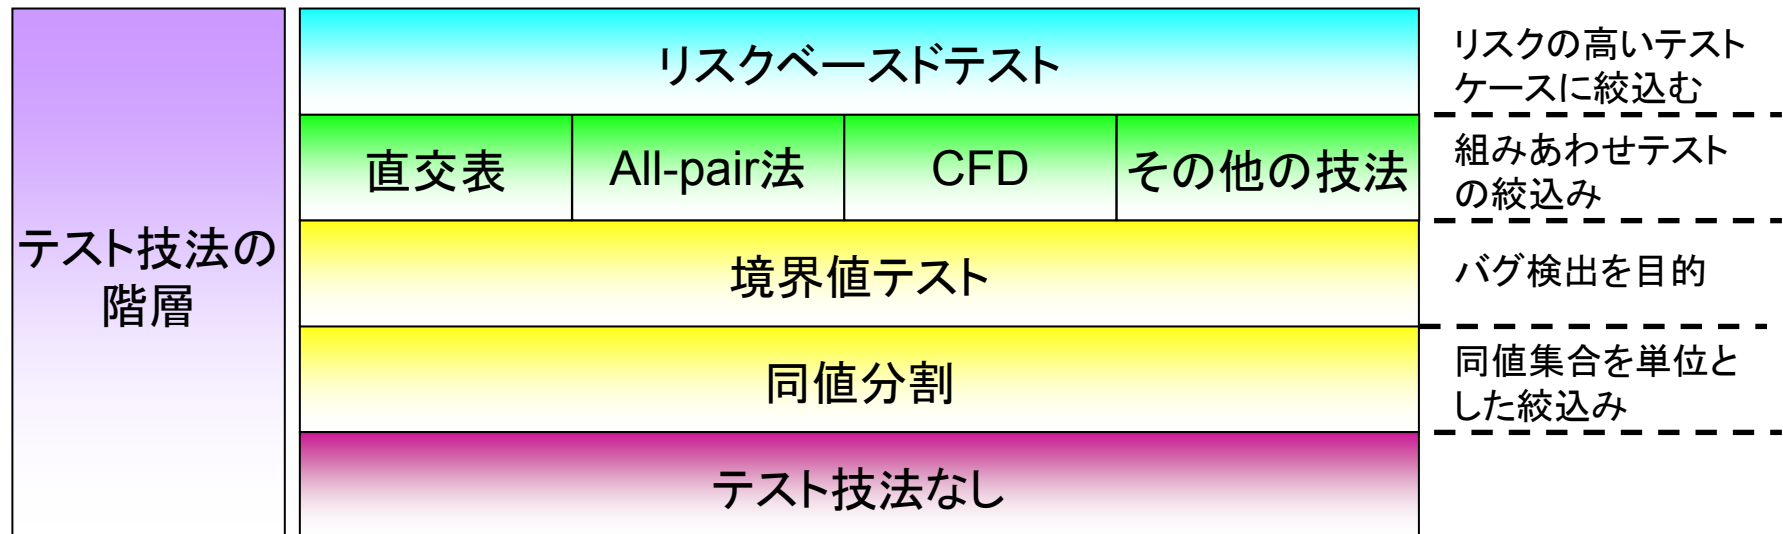 テスト技法の
階層
リスクベースドテスト
リスクの高いテスト
ケースに絞込む
直交表
All-pair法
CFD
その他の技法
組みあわせテスト
の絞込み
境界値テスト
バグ検出を目的
同値分割
同値集合を単位と
した絞込み
テスト技法なし